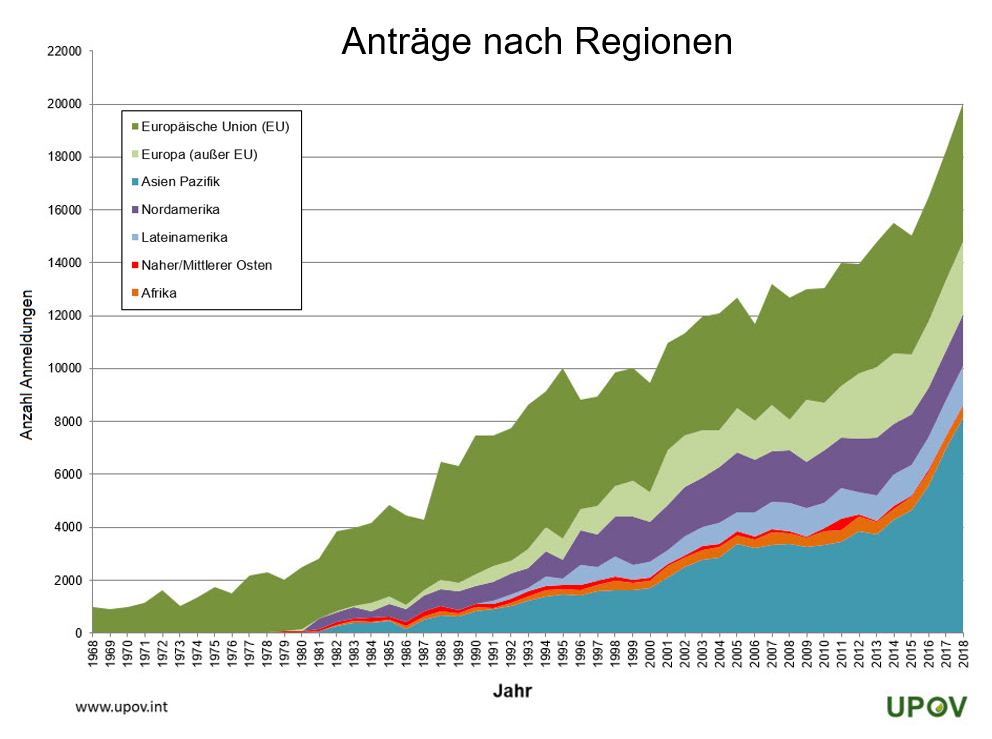 Anträge nach Regionen
22000
20000
18000
16000
14000
12000
10000
8000
6000
4000
2000
0
Anzahl Anmeldungen
Europäische Union (EU)
Europa (außer EU)
Asien Pazifik
Nordamerika
Lateinamerika
Naher/Mittlerer Osten
Afrika
1968 1969 1970 1971 1972 1973 1974 1975 1976 1977 1978 1979 1980 1981 1982 1983 1984 1985 1986 1987 1988 1989 1990 1991 1992 1993 1994 1995 1996 1997 1998 1999 2000 2001 2002 2003 2004 2005 2006 2007 2008 2009 2010 2011 2012 2013 2014 2015 2016 2017 2018
Jahr
www.upov.int
UPOV